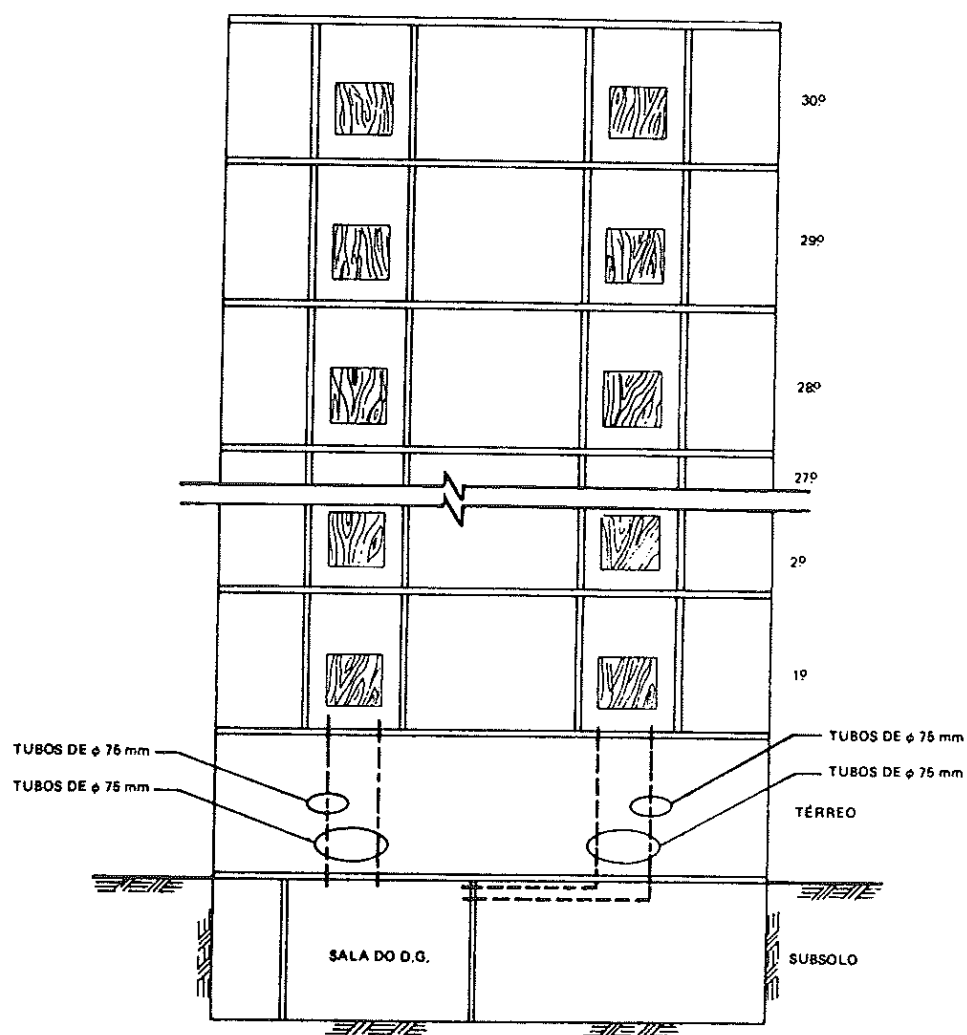 30º
29º
28º
27º
2º
1º
TUBOS DE φ 75 mm
TUBOS DE φ 75 mm
TUBOS DE φ 75 mm
TUBOS DE φ 75 mm
TÉRREO
SALA DO D.G.
SUBSOLO